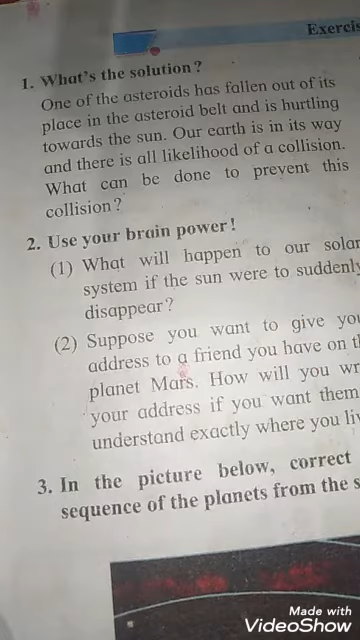 Exercis
1. What's the solution?
One of the asteroids has fallen out of its
place in the asteroid belt and is hurtling
towards the sun. Our earth is in its way
and there is all likelihood of a collision.
What can be done to prevent this
collision?
2. Use your brain power!
(1) What will happen to our solar
system if the sun were to suddenly
disappear?
(2) Suppose you want to give you
address to a friend you have on th
planet Mars. How will you wr
your address if you want them
understand exactly where you liv
3. In the picture below, correct
sequence of the planets from the s
Made with
VideoShow